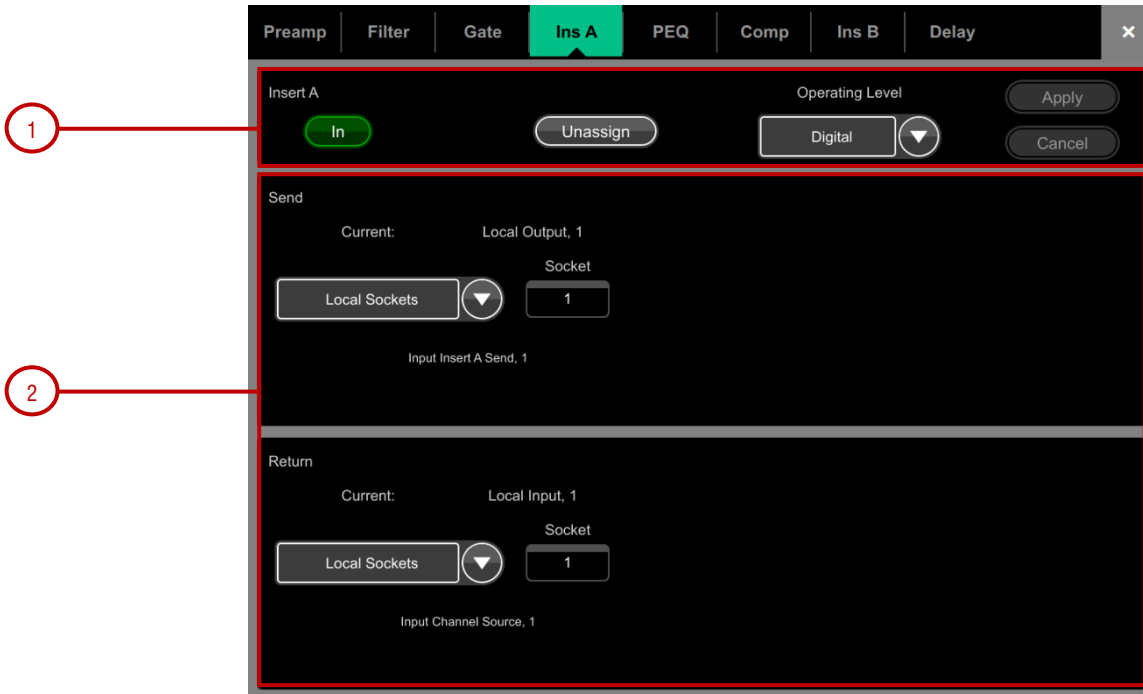 Preamp Filter Gate Ins A PEQ Comp Ins B Delay ×
1
Insert A Operating Level
In Unassign Digital Apply
Cancel
2
Send
Current: Local Output, 1
Socket
Local Sockets 1
Input Insert A Send, 1
Return
Current: Local Input, 1
Socket
Local Sockets 1
Input Channel Source, 1